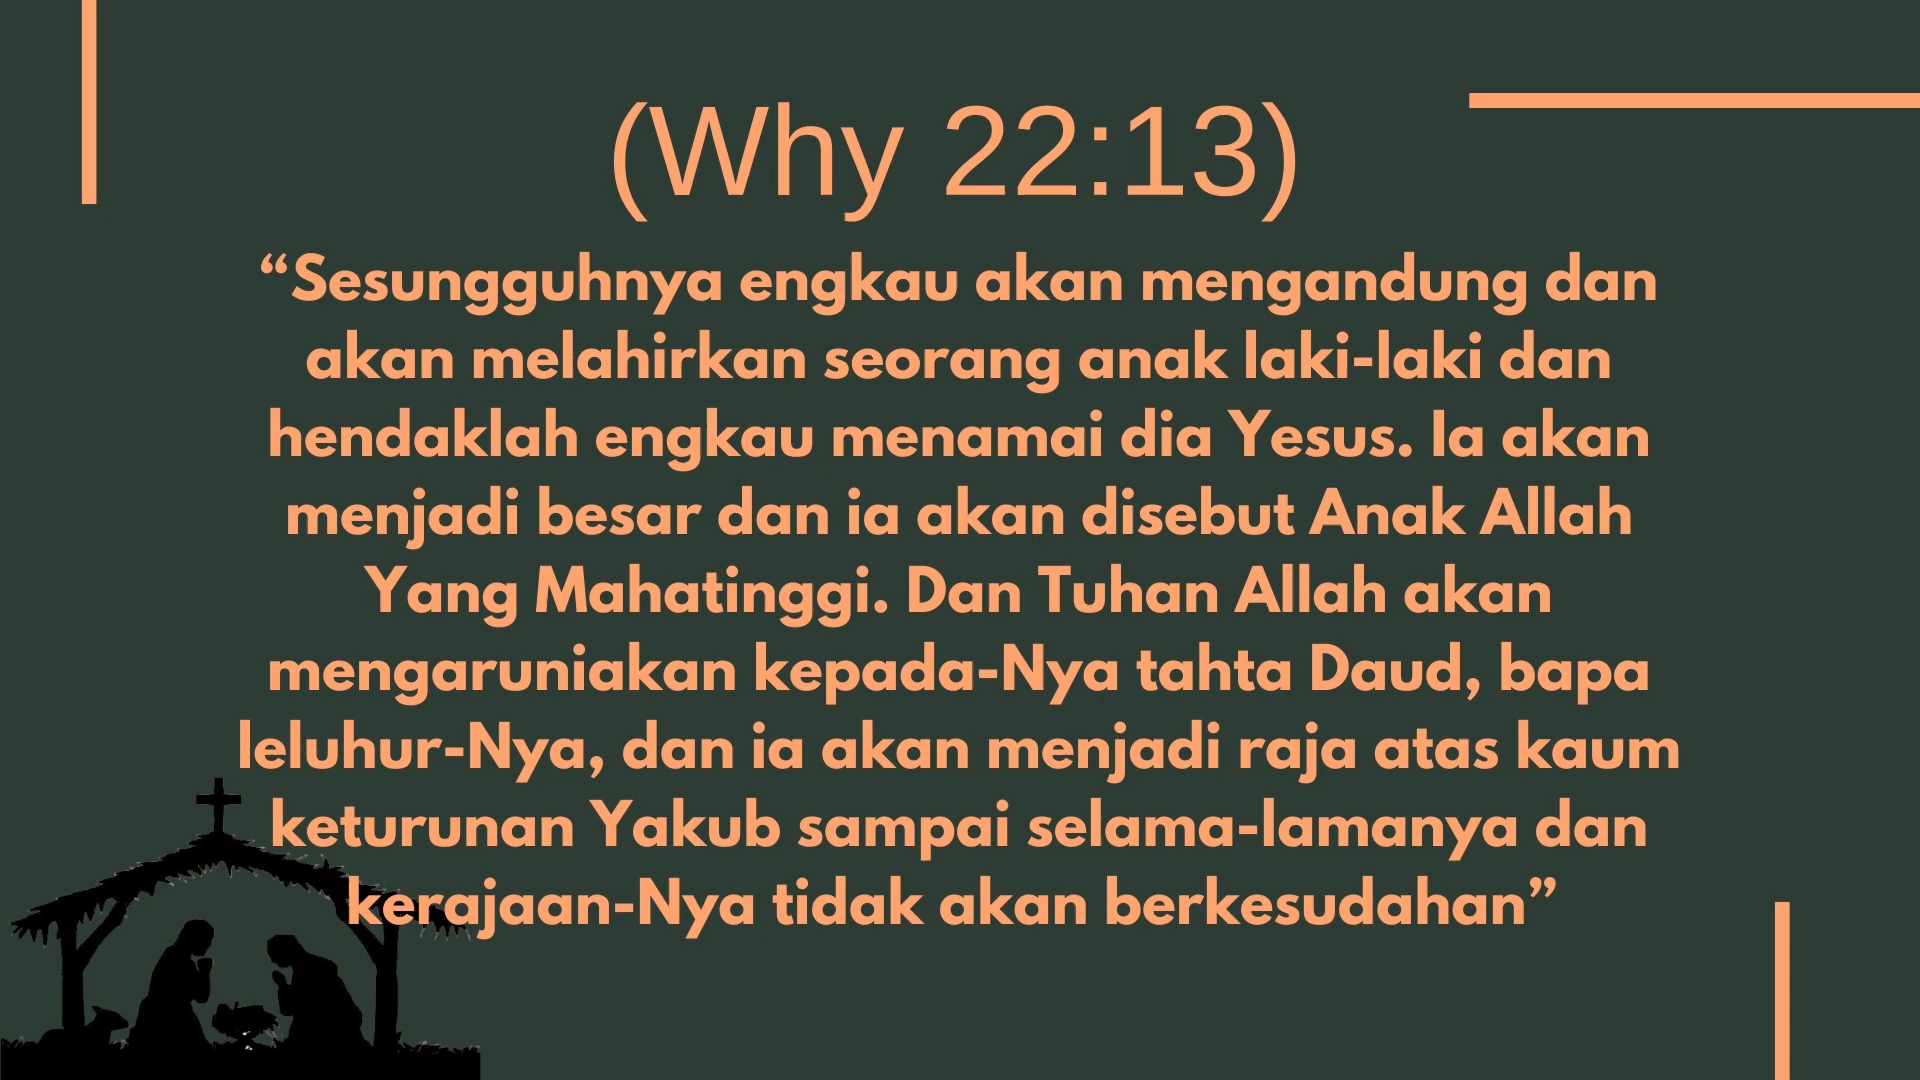 (Why 22:13)
“Sesungguhnya engkau akan mengandung dan
akan melahirkan seorang anak laki-laki dan
hendaklah engkau menamai dia Yesus. Ia akan
menjadi besar dan ia akan disebut Anak Allah
Yang Mahatinggi. Dan Tuhan Allah akan
mengaruniakan kepada-Nya tahta Daud, bapa
leluhur-Nya, dan ia akan menjadi raja atas kaum
keturunan Yakub sampai selama-lamanya dan
kerajaan-Nya tidak akan berkesudahan”